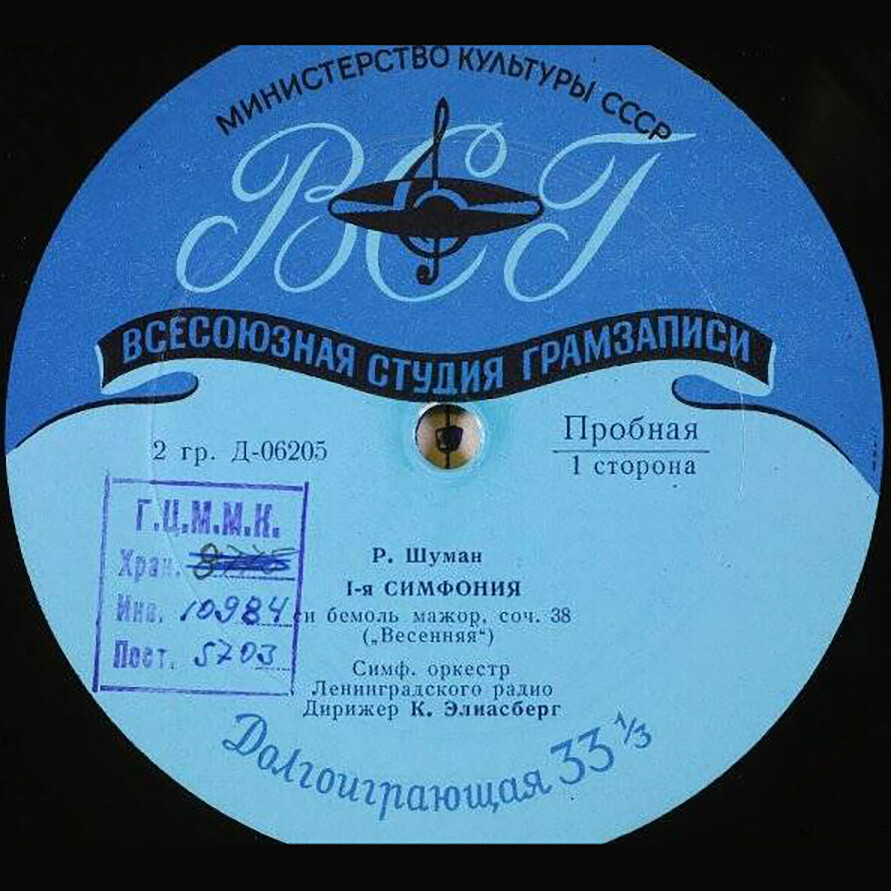 МИНИСТЕРСТВО КУЛЬТУРЫ СССР
ВСГ
ВСЕСОЮЗНАЯ СТУДИЯ ГРАМЗАПИСИ
2 гр. Д-06205
Пробная
1 сторона
Г.Ц.М.М.К.
Хран.
Инв. 10984
Пост. 5703
Р. Шуман
I-я СИМФОНИЯ
си бемоль мажор, соч. 38
(„Весенняя“)
Симф. оркестр
Ленинградского радио
Дирижер К. Элиасберг
Долгоиграющая 33 1/3